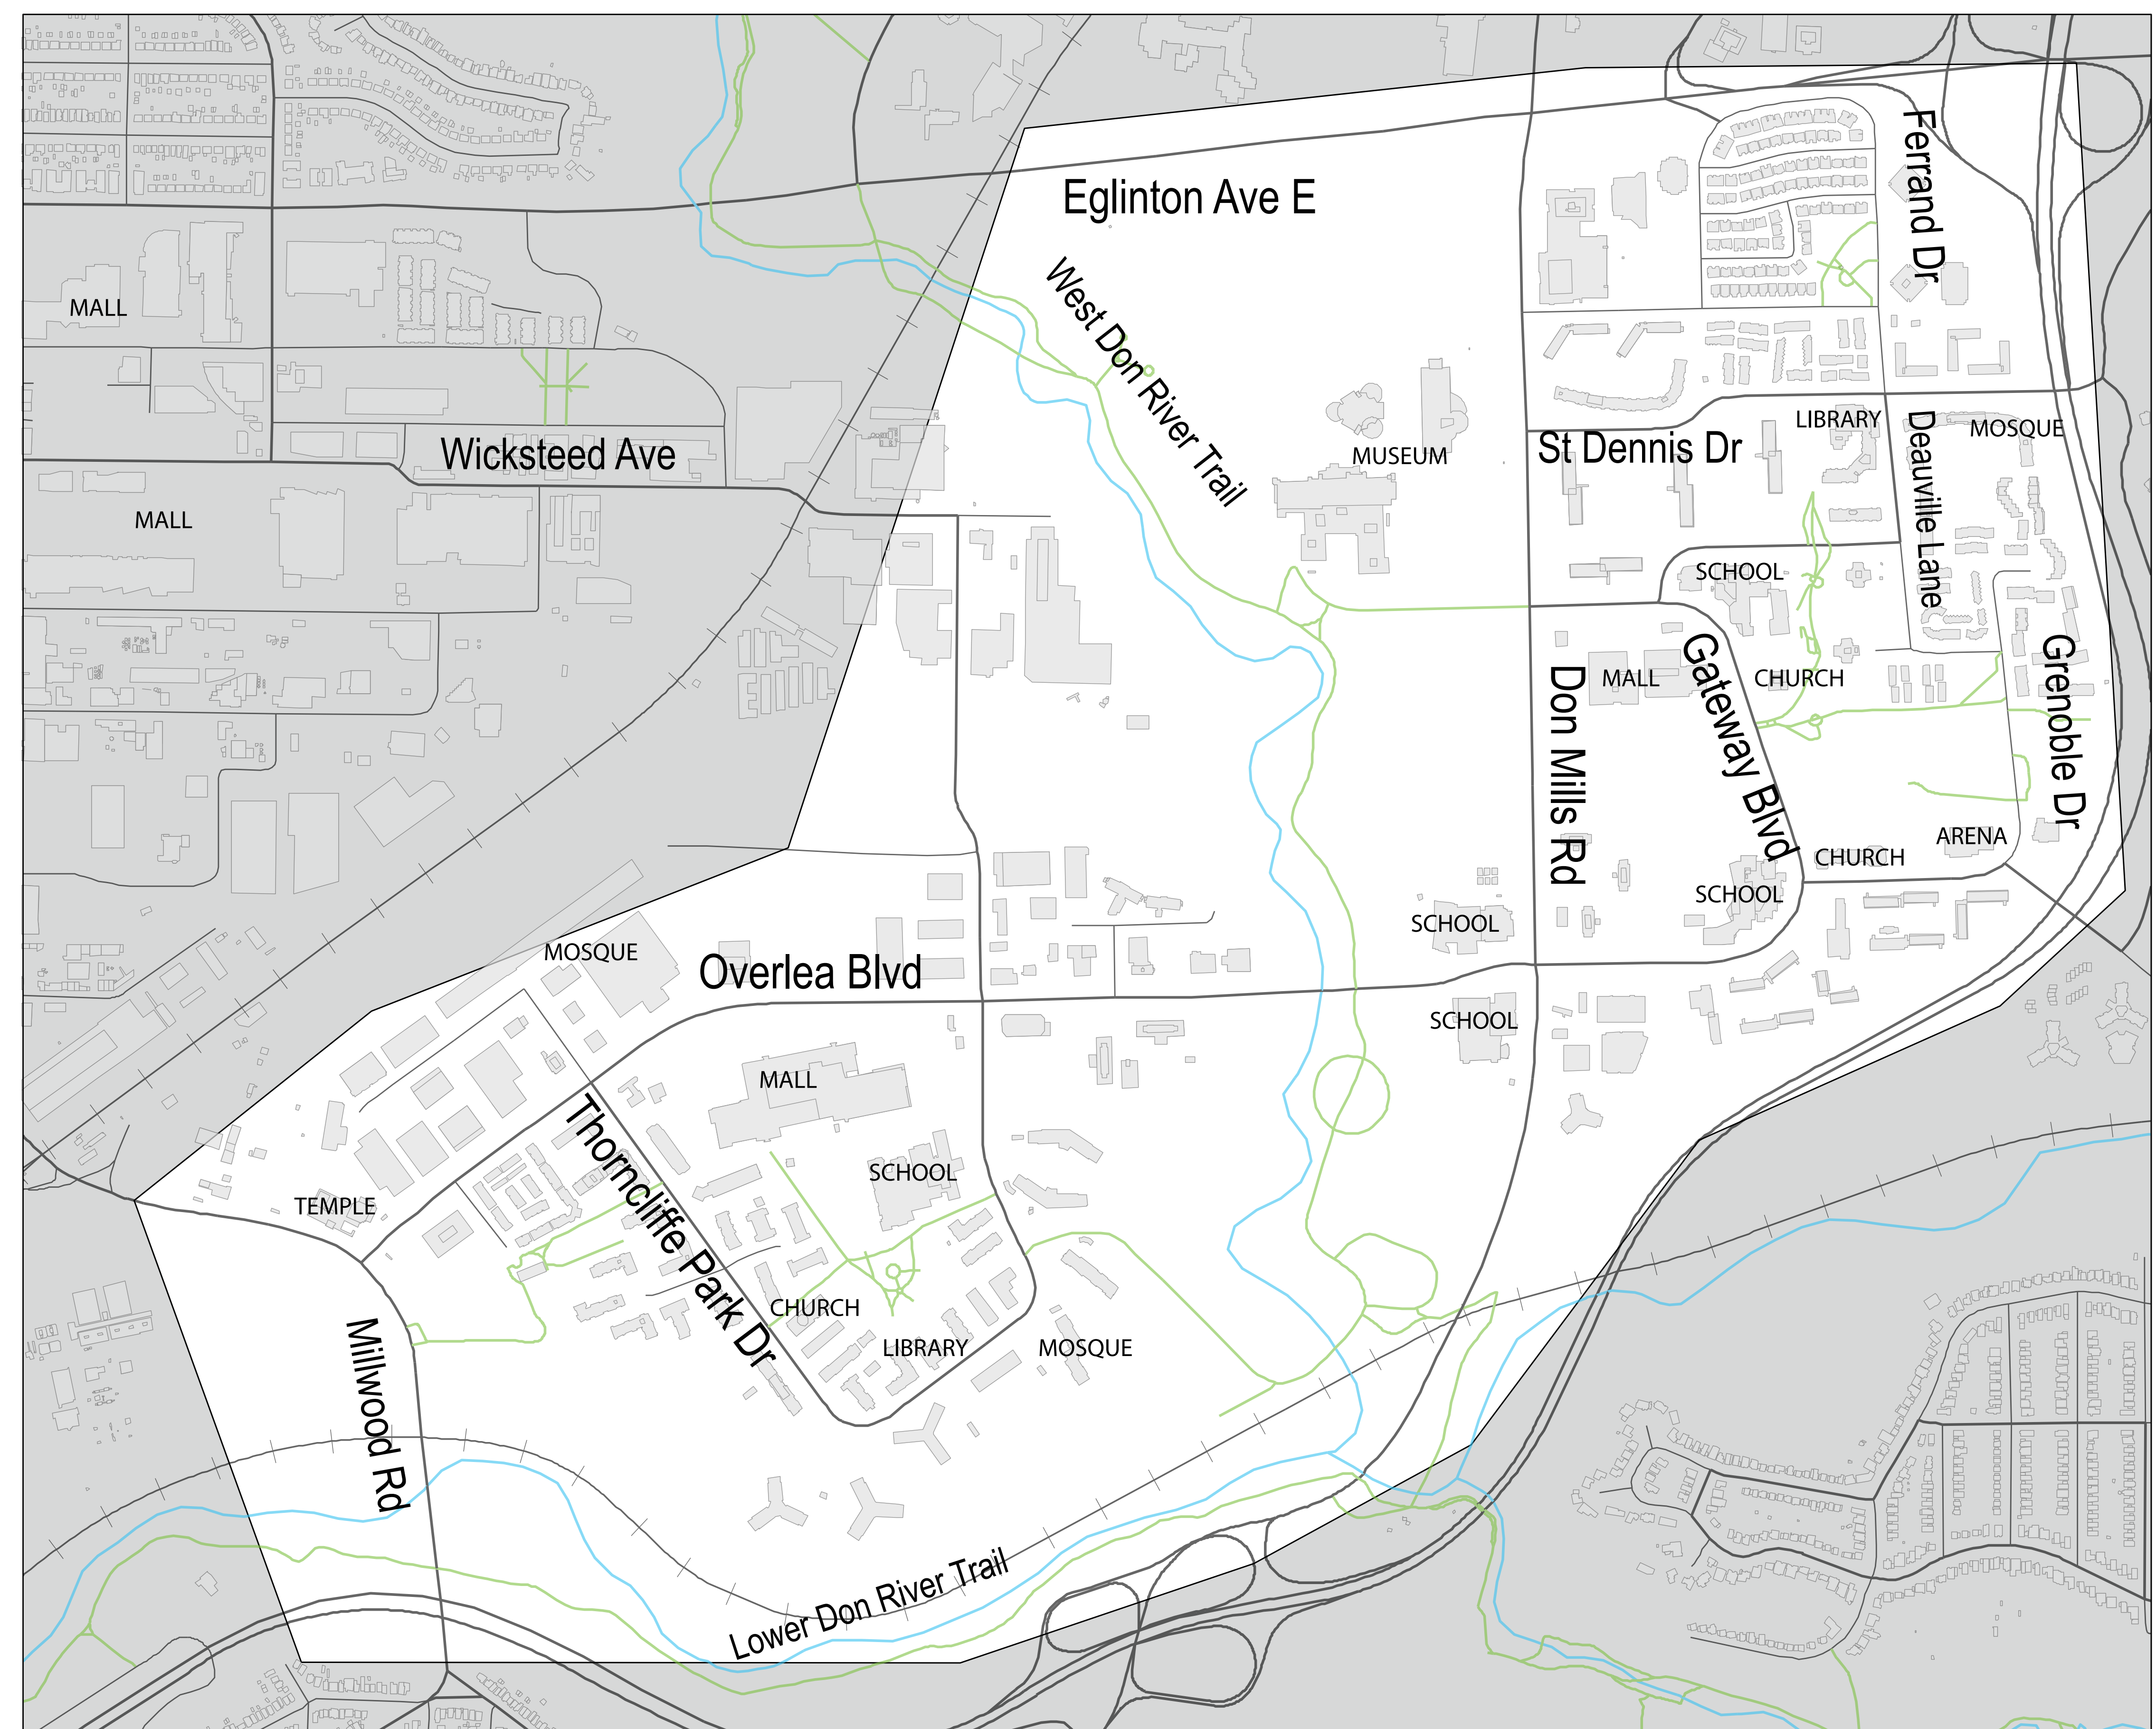 Ferrand Dr
Eglinton Ave E
MALL
West Don River Trail
LIBRARY
MOSQUE
Deauville Lane
St Dennis Dr
MUSEUM
Wicksteed Ave
MALL
SCHOOL
Gateway Blvd
Grenoble Dr
Don Mills Rd
MALL
CHURCH
ARENA
CHURCH
SCHOOL
SCHOOL
MOSQUE
Overlea Blvd
SCHOOL
MALL
Thorncliffe Park Dr
SCHOOL
TEMPLE
CHURCH
Millwood Rd
LIBRARY
MOSQUE
Lower Don River Trail